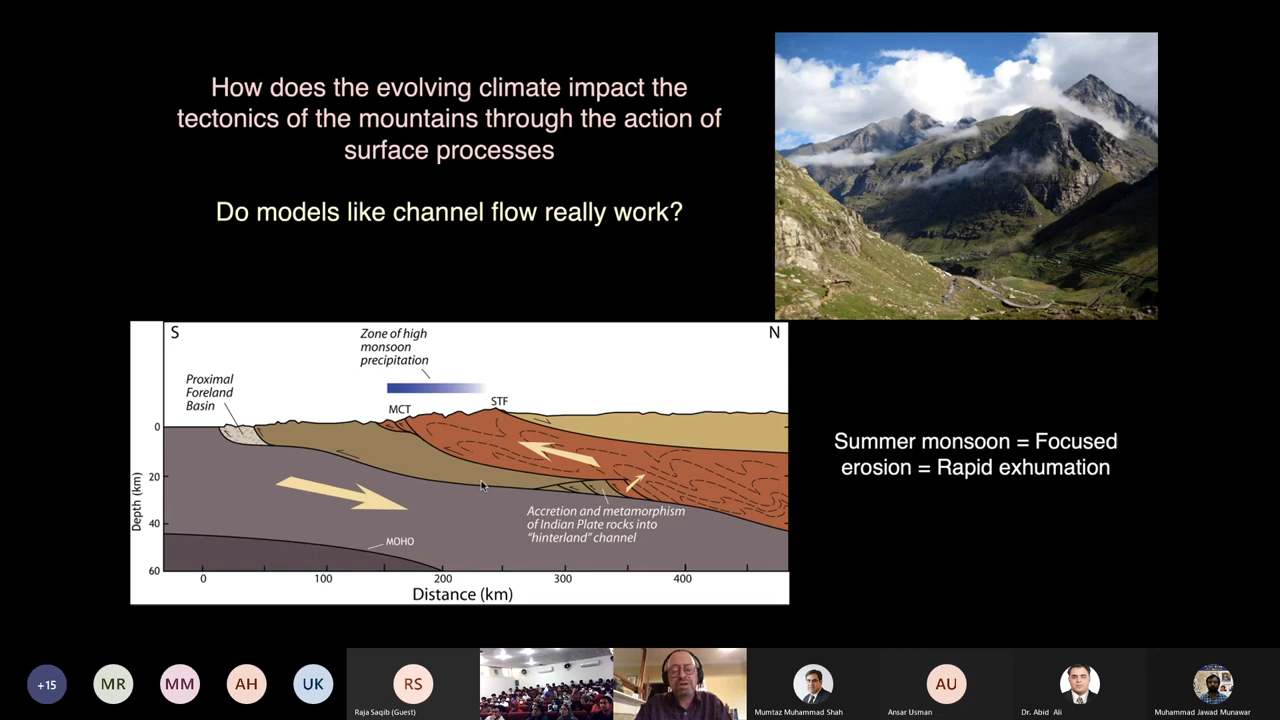 How does the evolving climate impact the
tectonics of the mountains through the action of
surface processes
Do models like channel flow really work?
S
N
Zone of high
monsoon
precipitation
Proximal
Foreland
Basin
MCT
STF
0
20
40
60
Depth (km)
Accretion and metamorphism
of Indian Plate rocks into
"hinterland" channel
MOHO
0
100
200
300
400
Distance (km)
Summer monsoon = Focused
erosion = Rapid exhumation
+15
MR
MM
AH
UK
RS
Raja Saqib (Guest)
Mumtaz Muhammad Shah
AU
Ansar Usman
Dr. Abid Ali
Muhammad Jawad Munawar